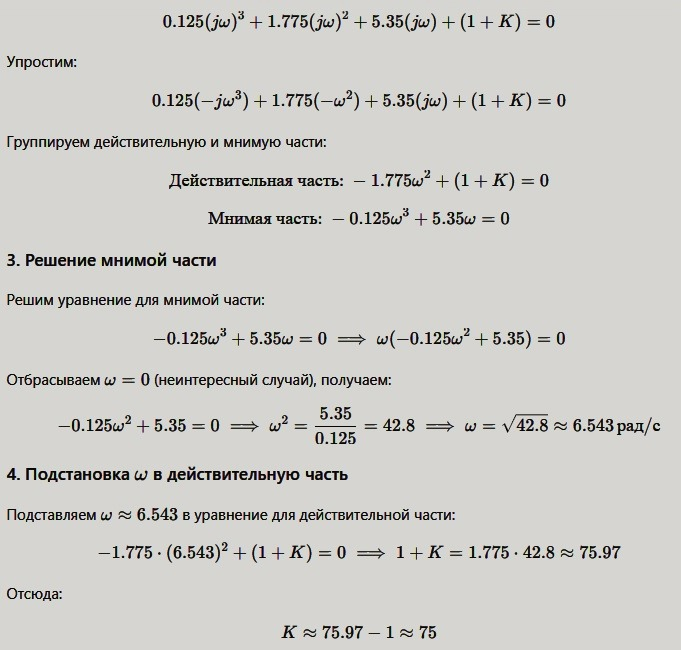 0.125(jω)³ + 1.775(jω)² + 5.35(jω) + (1 + K) = 0
Упростим:
0.125(−jω³) + 1.775(−ω²) + 5.35(jω) + (1 + K) = 0
Группируем действительную и мнимую части:
Действительная часть: − 1.775ω² + (1 + K) = 0
Мнимая часть: − 0.125ω³ + 5.35ω = 0
3. Решение мнимой части
Решим уравнение для мнимой части:
−0.125ω³ + 5.35ω = 0 ⟹ ω(−0.125ω² + 5.35) = 0
Отбрасываем ω = 0 (неинтересный случай), получаем:
−0.125ω² + 5.35 = 0 ⟹ ω² = 5.35/0.125 = 42.8 ⟹ ω = √42.8 ≈ 6.543 рад/с
4. Подстановка ω в действительную часть
Подставляем ω ≈ 6.543 в уравнение для действительной части:
−1.775 · (6.543)² + (1 + K) = 0 ⟹ 1 + K = 1.775 · 42.8 ≈ 75.97
Отсюда:
K ≈ 75.97 − 1 ≈ 75